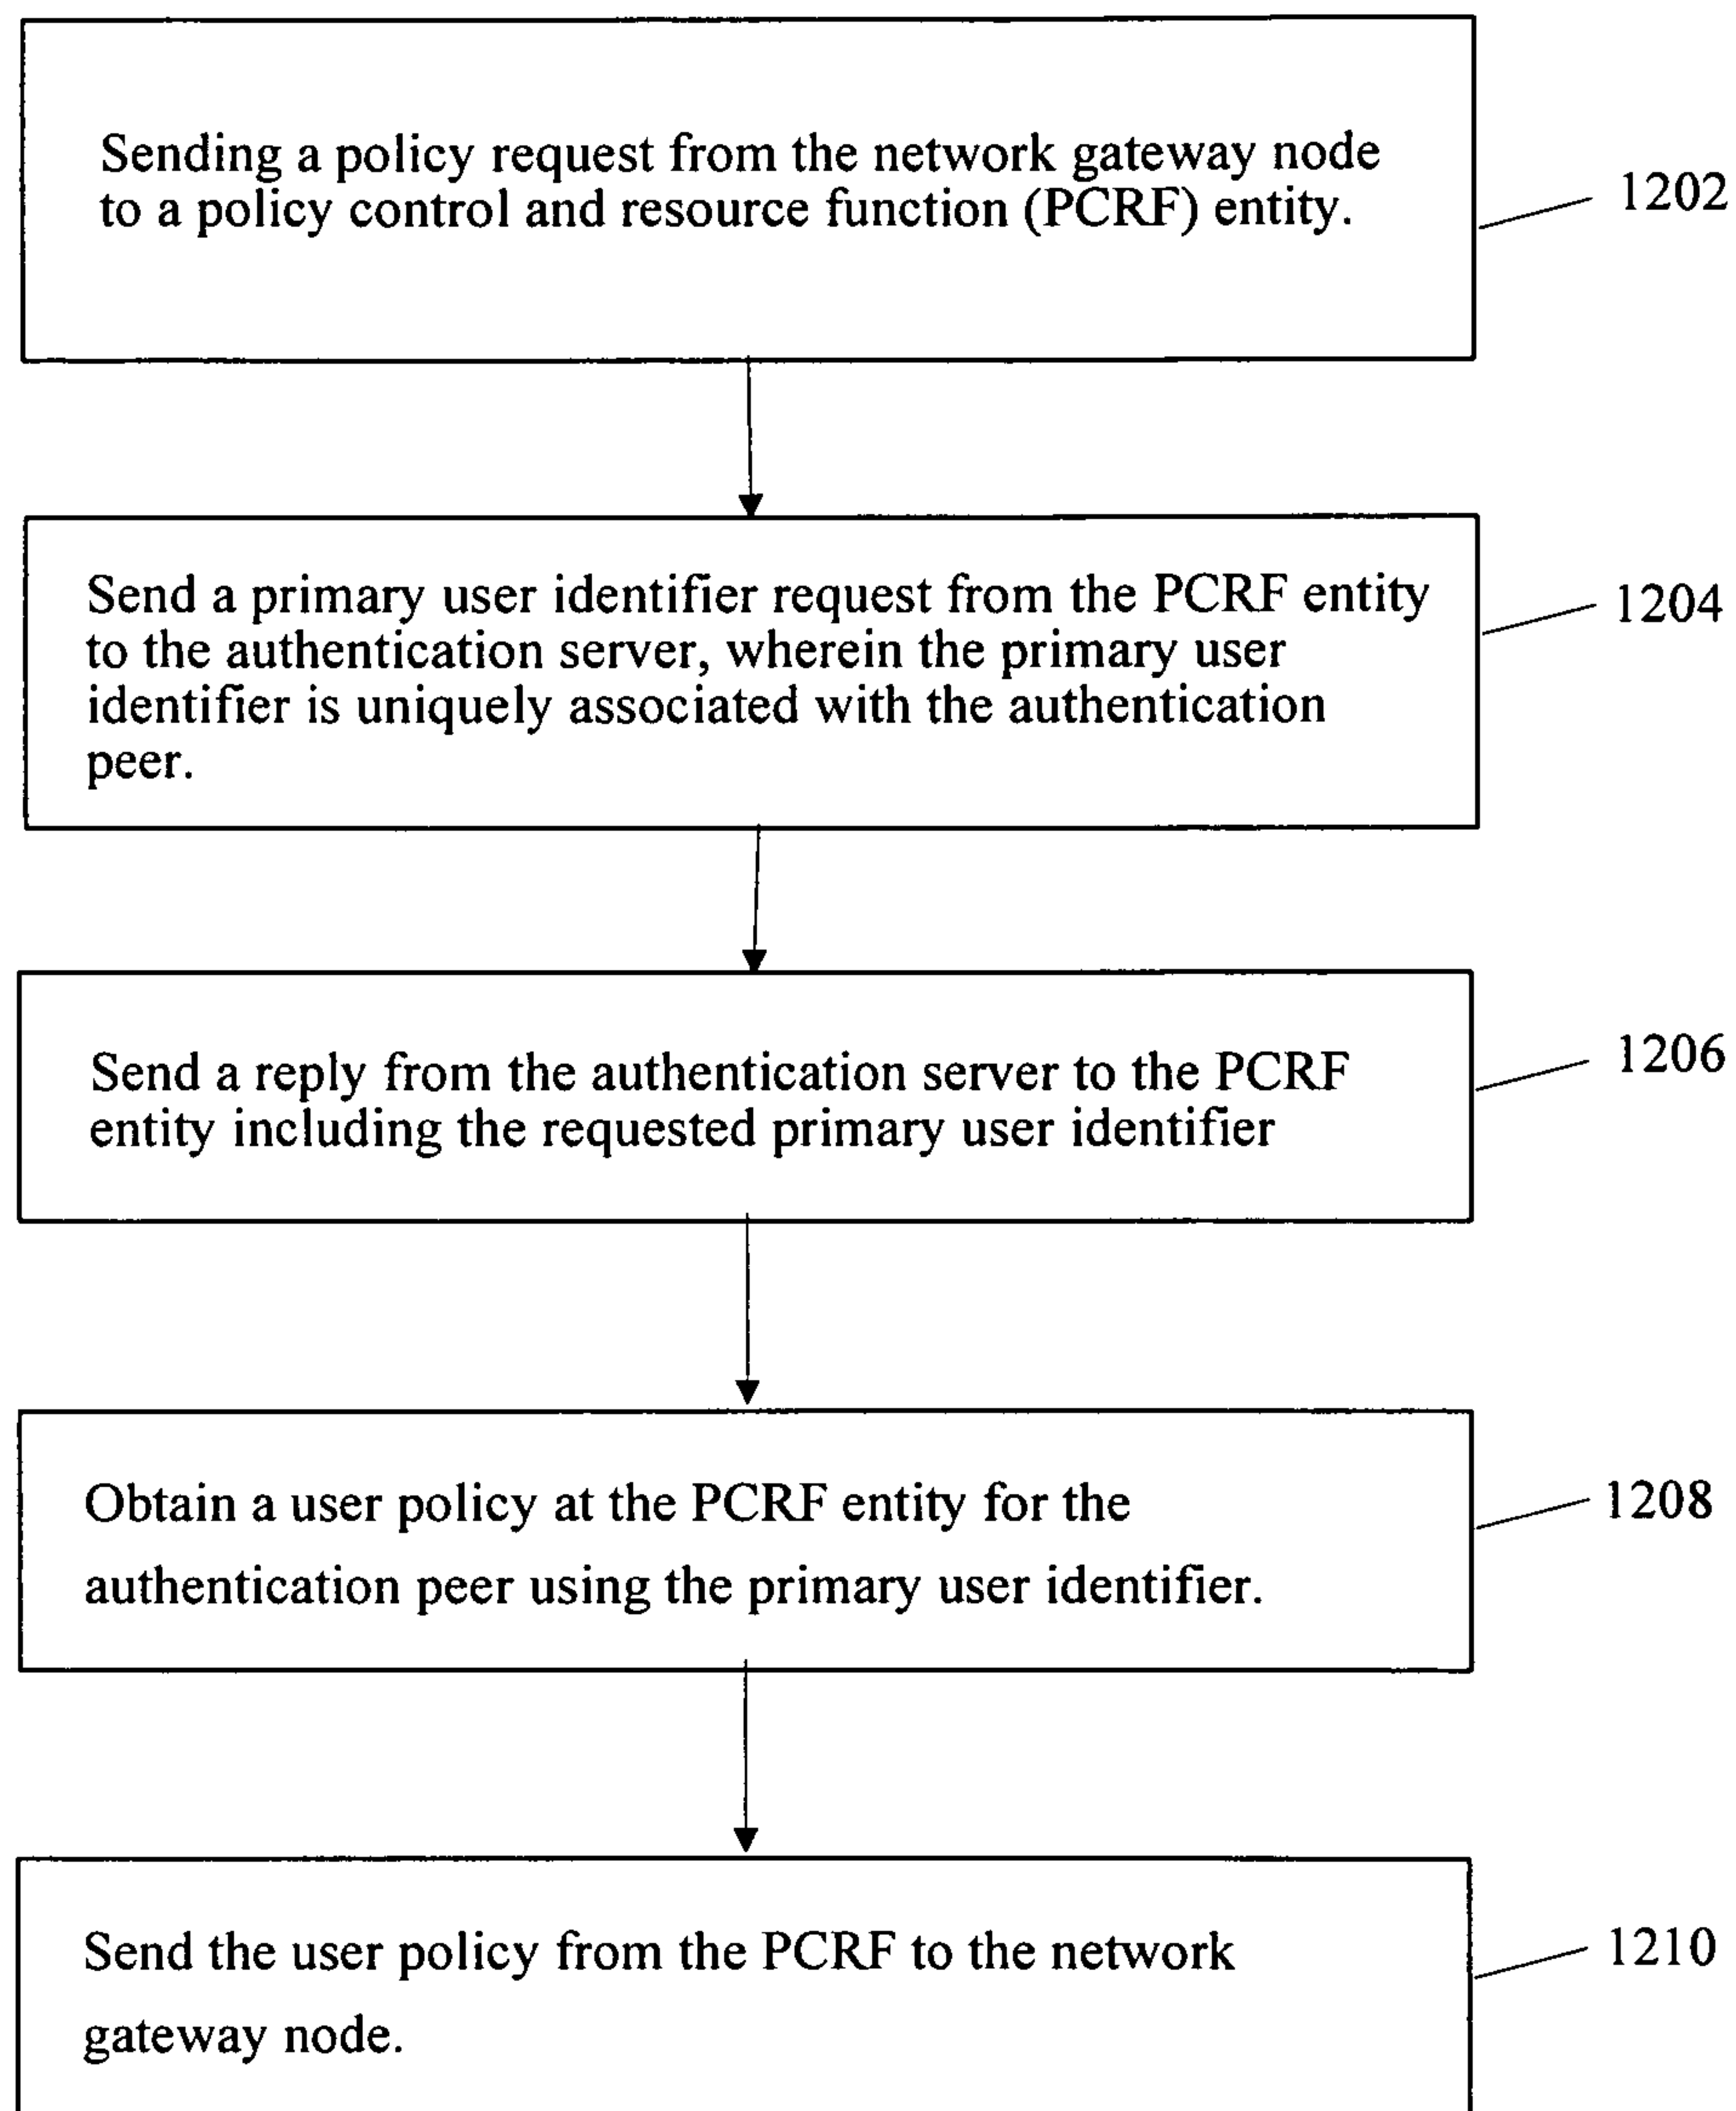 Sending a policy request from the network gateway node
to a policy control and resource function (PCRF) entity.
1202
Send a primary user identifier request from the PCRF entity
to the authentication server, wherein the primary user
identifier is uniquely associated with the authentication
peer.
1204
Send a reply from the authentication server to the PCRF
entity including the requested primary user identifier
1206
Obtain a user policy at the PCRF entity for the
authentication peer using the primary user identifier.
1208
Send the user policy from the PCRF to the network
gateway node.
1210